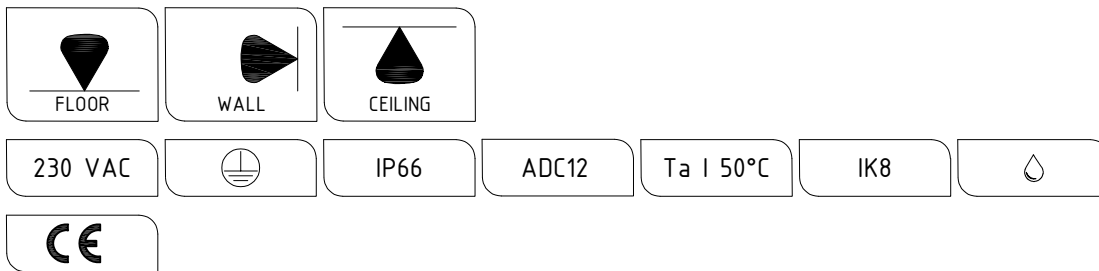 FLOOR WALL CEILING
230 VAC IP66 ADC12 Ta I 50°C IK8
CE